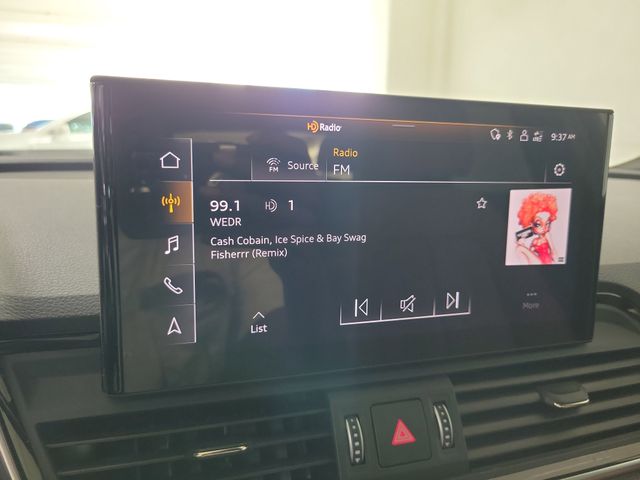 HD Radio
9:37 AM
Radio
FM Source FM
99.1 HD 1
WEDR
Cash Cobain, Ice Spice & Bay Swag
Fisherrr (Remix)
List
More